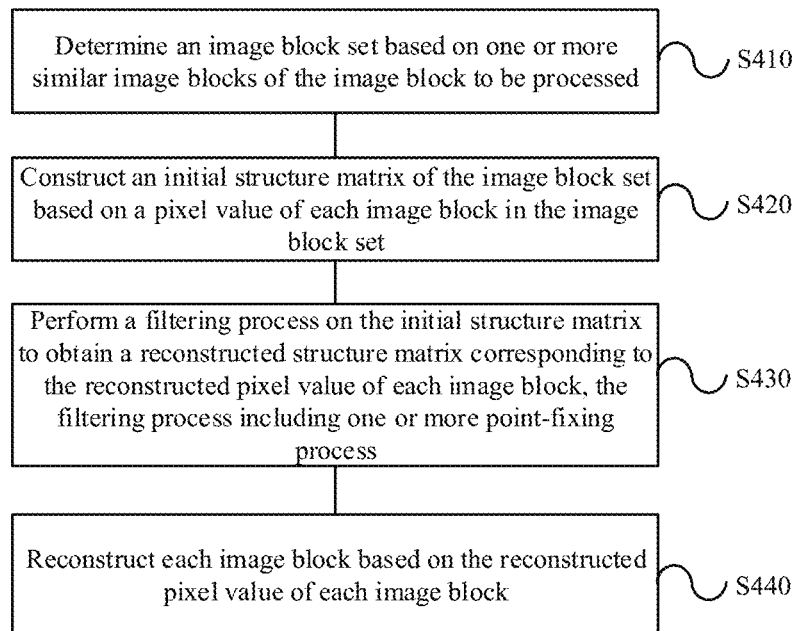 Determine an image block set based on one or more
similar image blocks of the image block to be processed
S410
Construct an initial structure matrix of the image block set
based on a pixel value of each image block in the image
block set
S420
Perform a filtering process on the initial structure matrix
to obtain a reconstructed structure matrix corresponding to
the reconstructed pixel value of each image block, the
filtering process including one or more point-fixing
process
S430
Reconstruct each image block based on the reconstructed
pixel value of each image block
S440